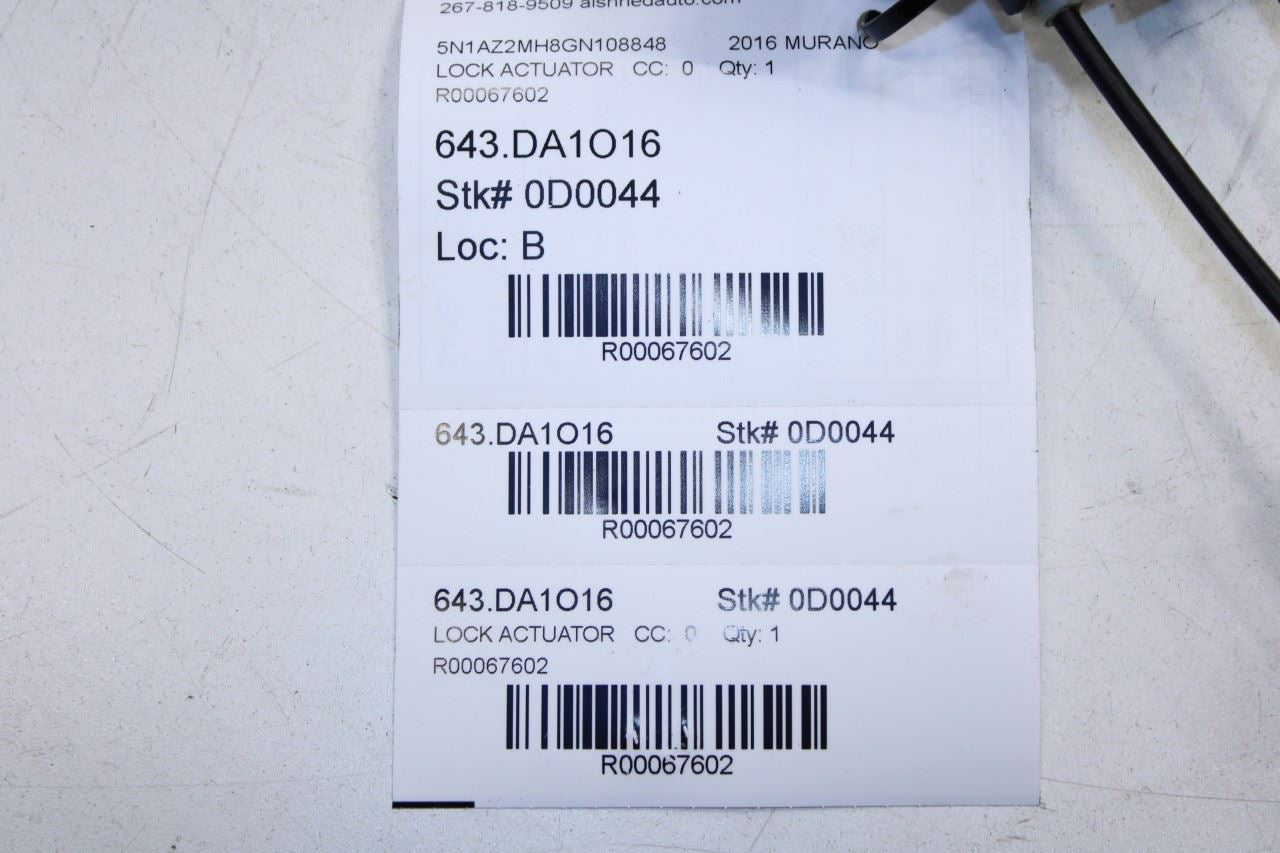 267-818-9509
5N1AZ2MH8GN108848 2016 MURANO
LOCK ACTUATOR CC: 0 Qty: 1
R00067602
643.DA1O16
Stk# 0D0044
Loc: B
R00067602
643.DA1O16 Stk# 0D0044
R00067602
643.DA1O16 Stk# 0D0044
LOCK ACTUATOR CC: 0 Qty: 1
R00067602
R00067602